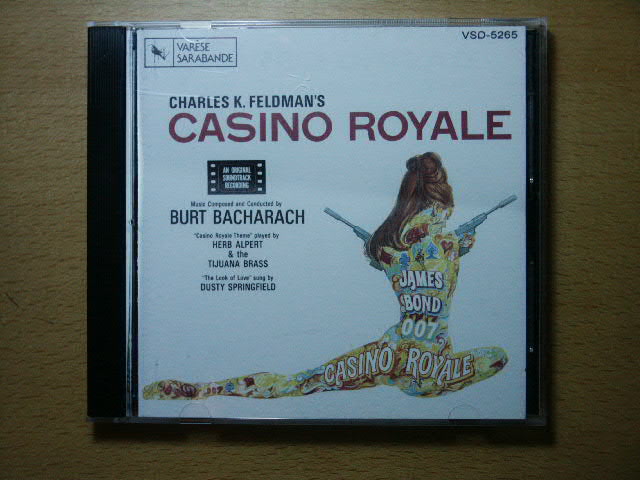 VARÈSE
SARABANDE
VSD-5265
CHARLES K. FELDMAN'S
CASINO ROYALE
AN ORIGINAL
SOUNDTRACK
RECORDING
Music Composed and Conducted by
BURT BACHARACH
"Casino Royale Theme" played by
HERB ALPERT
& the
TIJUANA BRASS
"The Look of Love" sung by
DUSTY SPRINGFIELD
JAMES
BOND
007
CASINO ROYALE
007